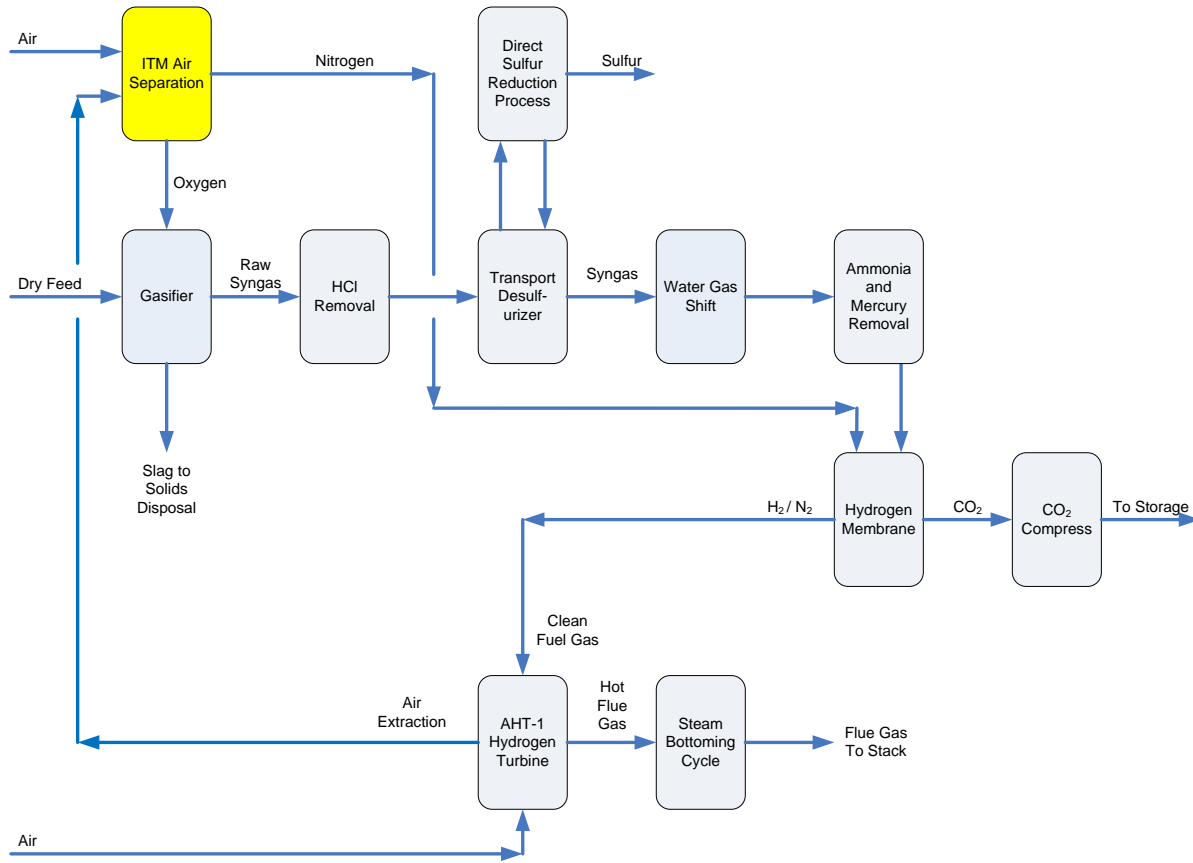 Air
ITM Air
Separation
Nitrogen
Direct
Sulfur
Reduction
Process
Sulfur
Oxygen
Dry Feed
Gasifier
Raw
Syngas
HCl
Removal
Transport
Desulf-
urizer
Syngas
Water Gas
Shift
Ammonia
and
Mercury
Removal
Slag to
Solids
Disposal
H₂ / N₂
Hydrogen
Membrane
CO₂
CO₂
Compress
To Storage
Clean
Fuel Gas
Air
Extraction
AHT-1
Hydrogen
Turbine
Hot
Flue
Gas
Steam
Bottoming
Cycle
Flue Gas
To Stack
Air